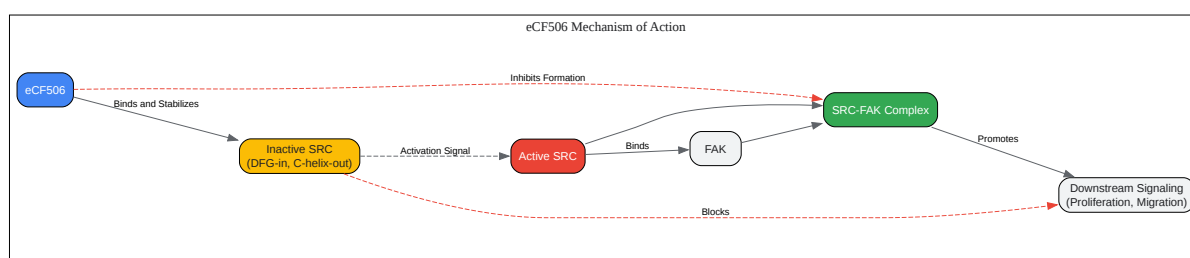 eCF506 Mechanism of Action
eCF506
Inhibits Formation
Binds and Stabilizes
SRC-FAK Complex
Inactive SRC
(DFG-in, C-helix-out)
Activation Signal
Active SRC
Binds
FAK
Promotes
Downstream Signaling
(Proliferation, Migration)
Blocks